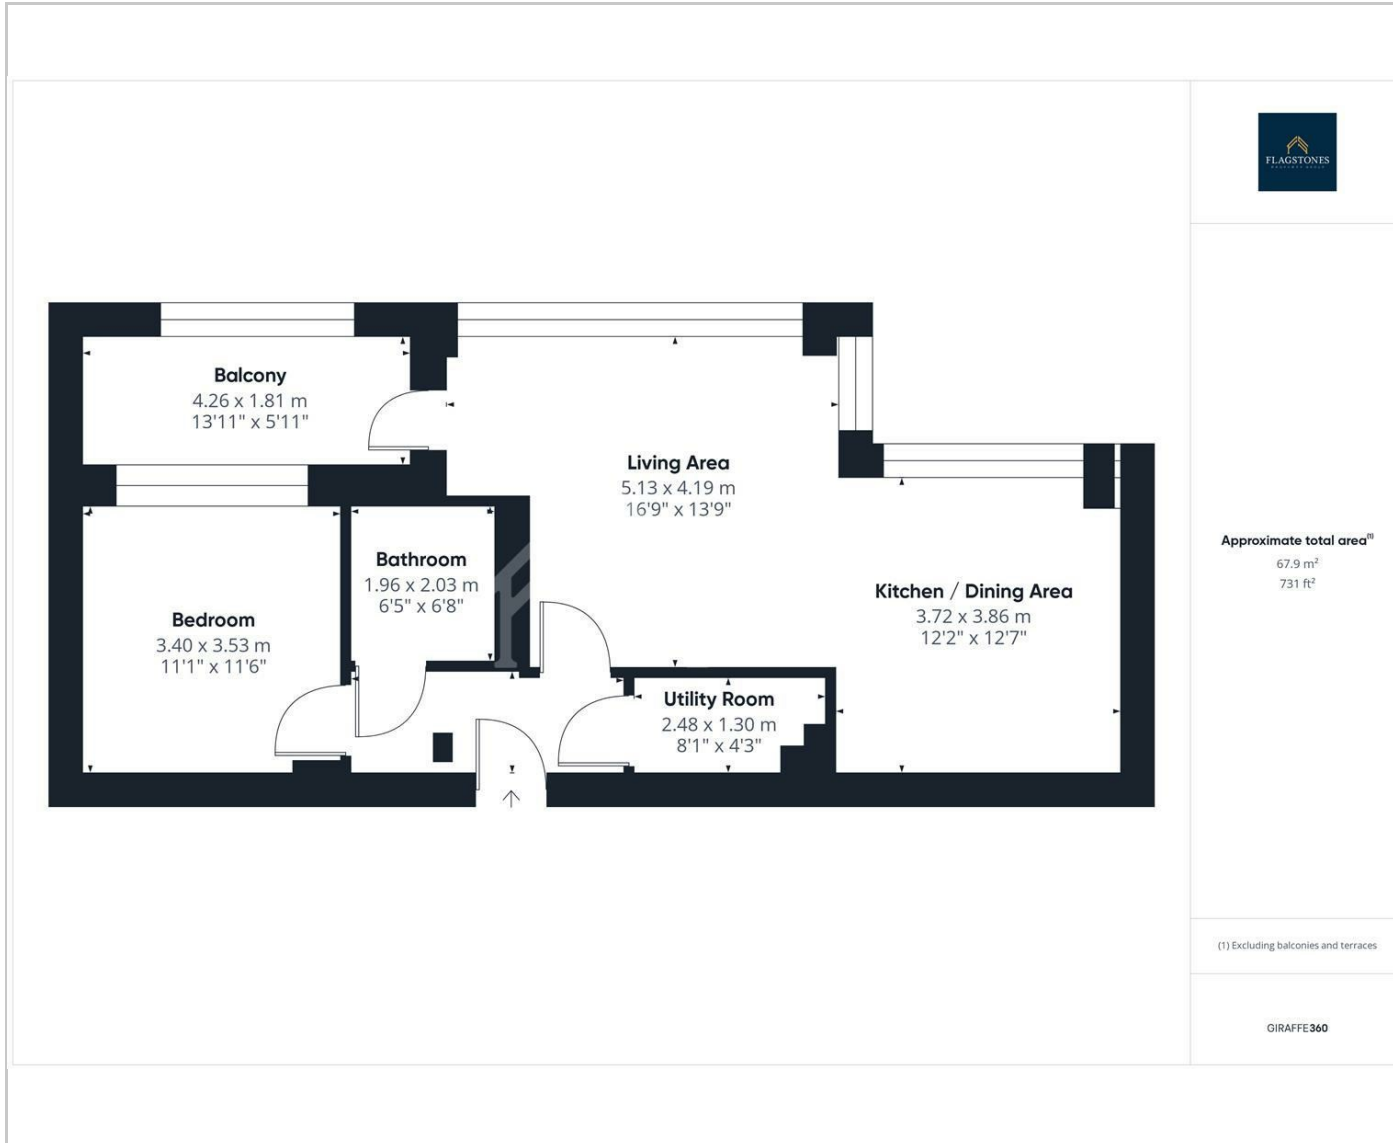 FLAGSTONES
Balcony
4.26 x 1.81 m
13'11" x 5'11"
Living Area
5.13 x 4.19 m
16'9" x 13'9"
Bathroom
1.96 x 2.03 m
6'5" x 6'8"
Bedroom
3.40 x 3.53 m
11'1" x 11'6"
Kitchen / Dining Area
3.72 x 3.86 m
12'2" x 12'7"
Utility Room
2.48 x 1.30 m
8'1" x 4'3"
Approximate total area(1)
67.9 m²
731 ft²
(1) Excluding balconies and terraces
GIRAFFE360